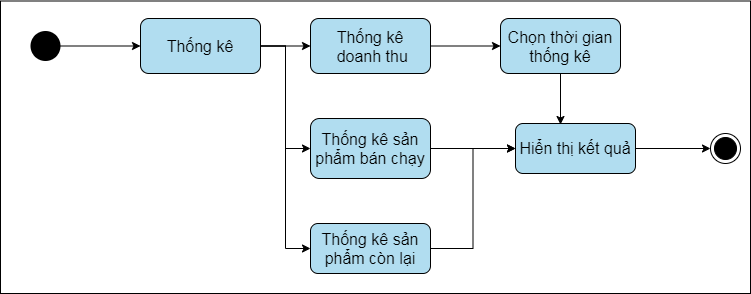 Thống kê
Thống kê
doanh thu
Chọn thời gian
thống kê
Thống kê sản
phẩm bán chạy
Hiển thị kết quả
Thống kê sản
phẩm còn lại